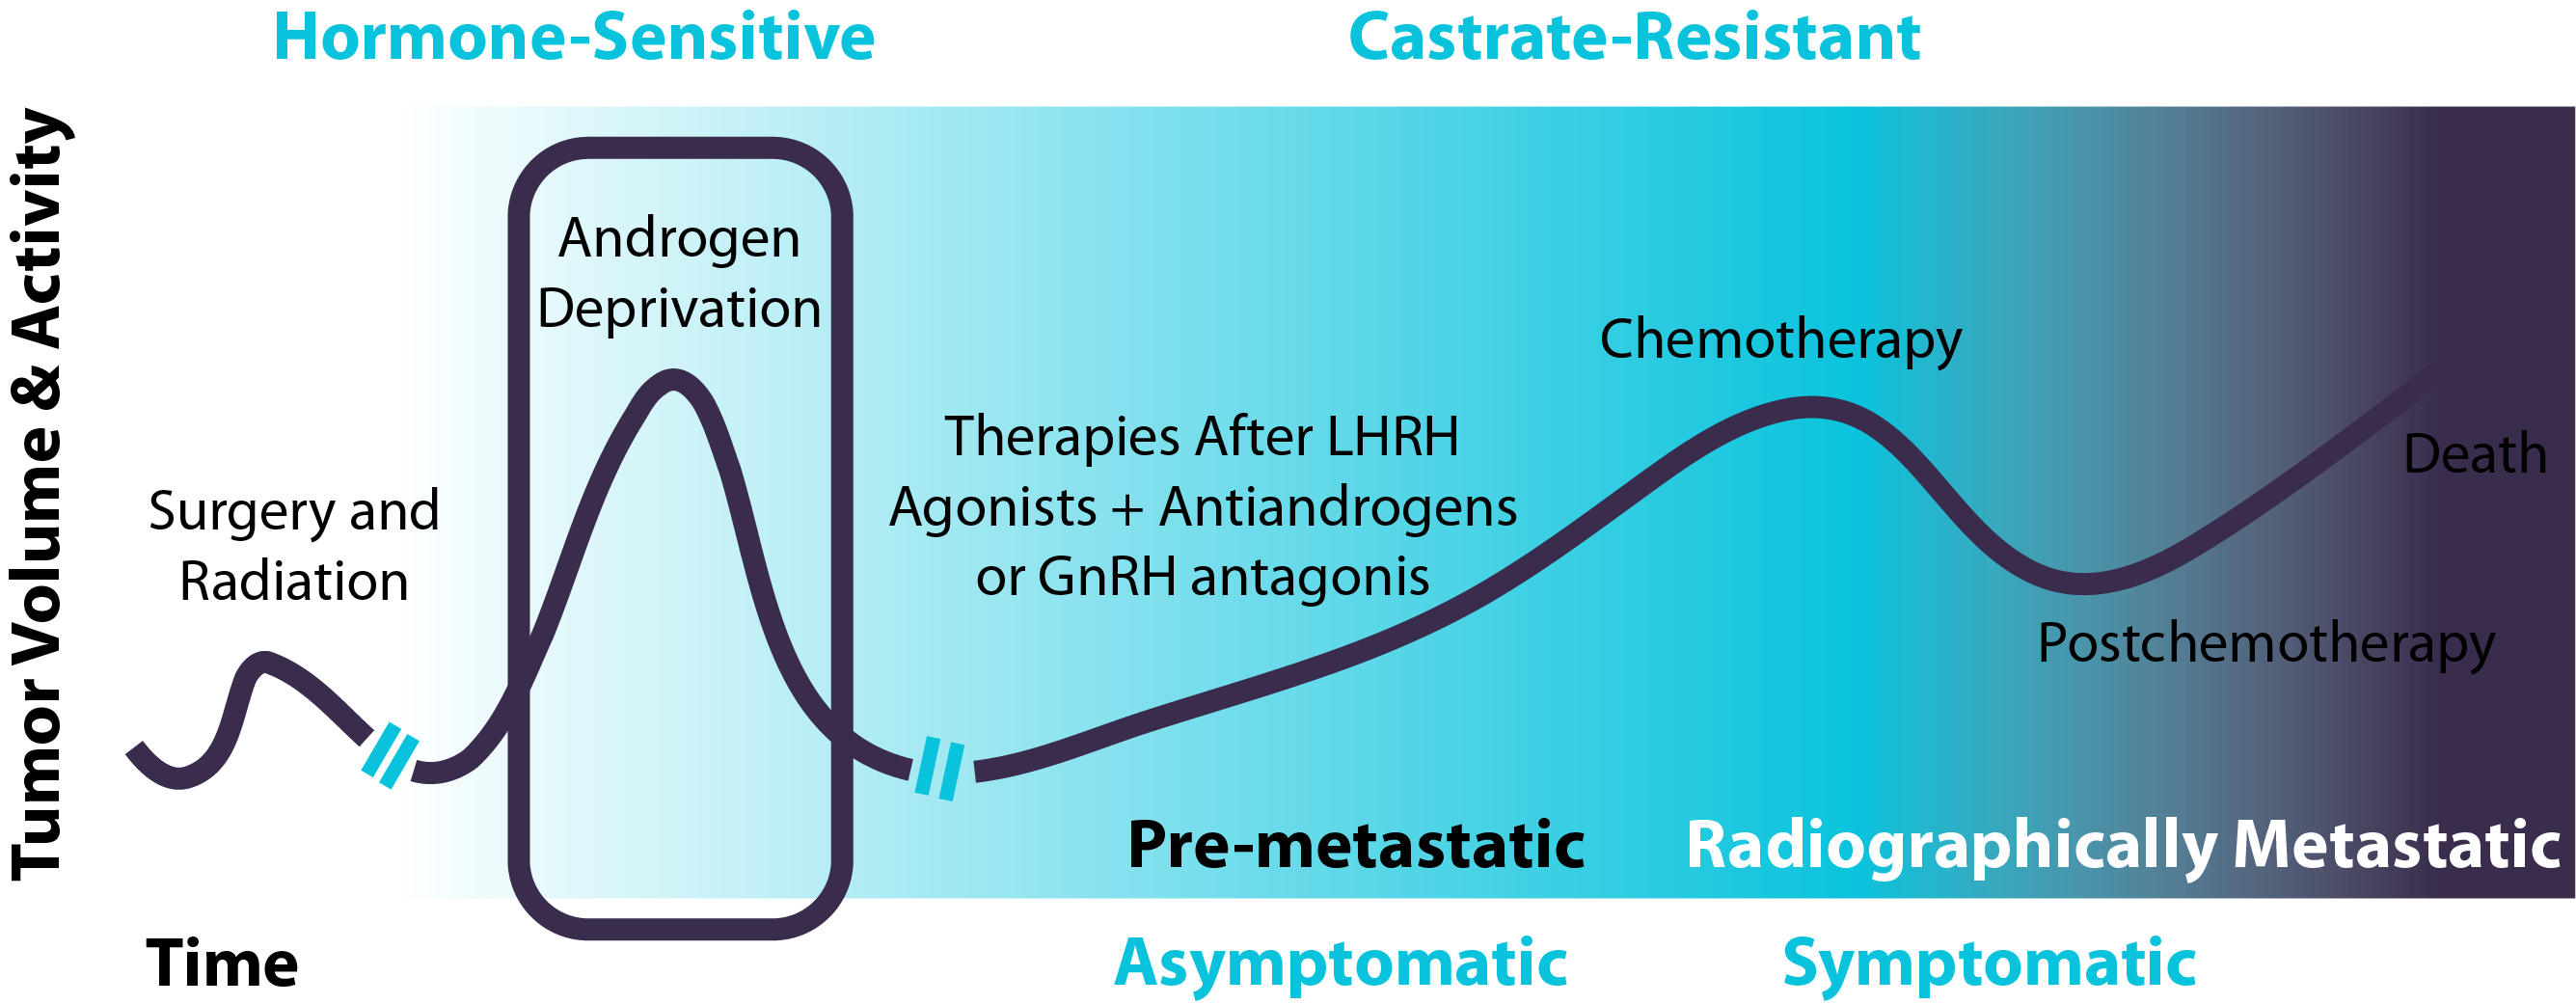 Hormone-Sensitive
Castrate-Resistant
Tumor Volume & Activity
Androgen
Deprivation
Surgery and
Radiation
Therapies After LHRH
Agonists + Antiandrogens
or GnRH antagonis
Chemotherapy
Death
Postchemotherapy
Pre-metastatic
Radiographically Metastatic
Time
Asymptomatic
Symptomatic